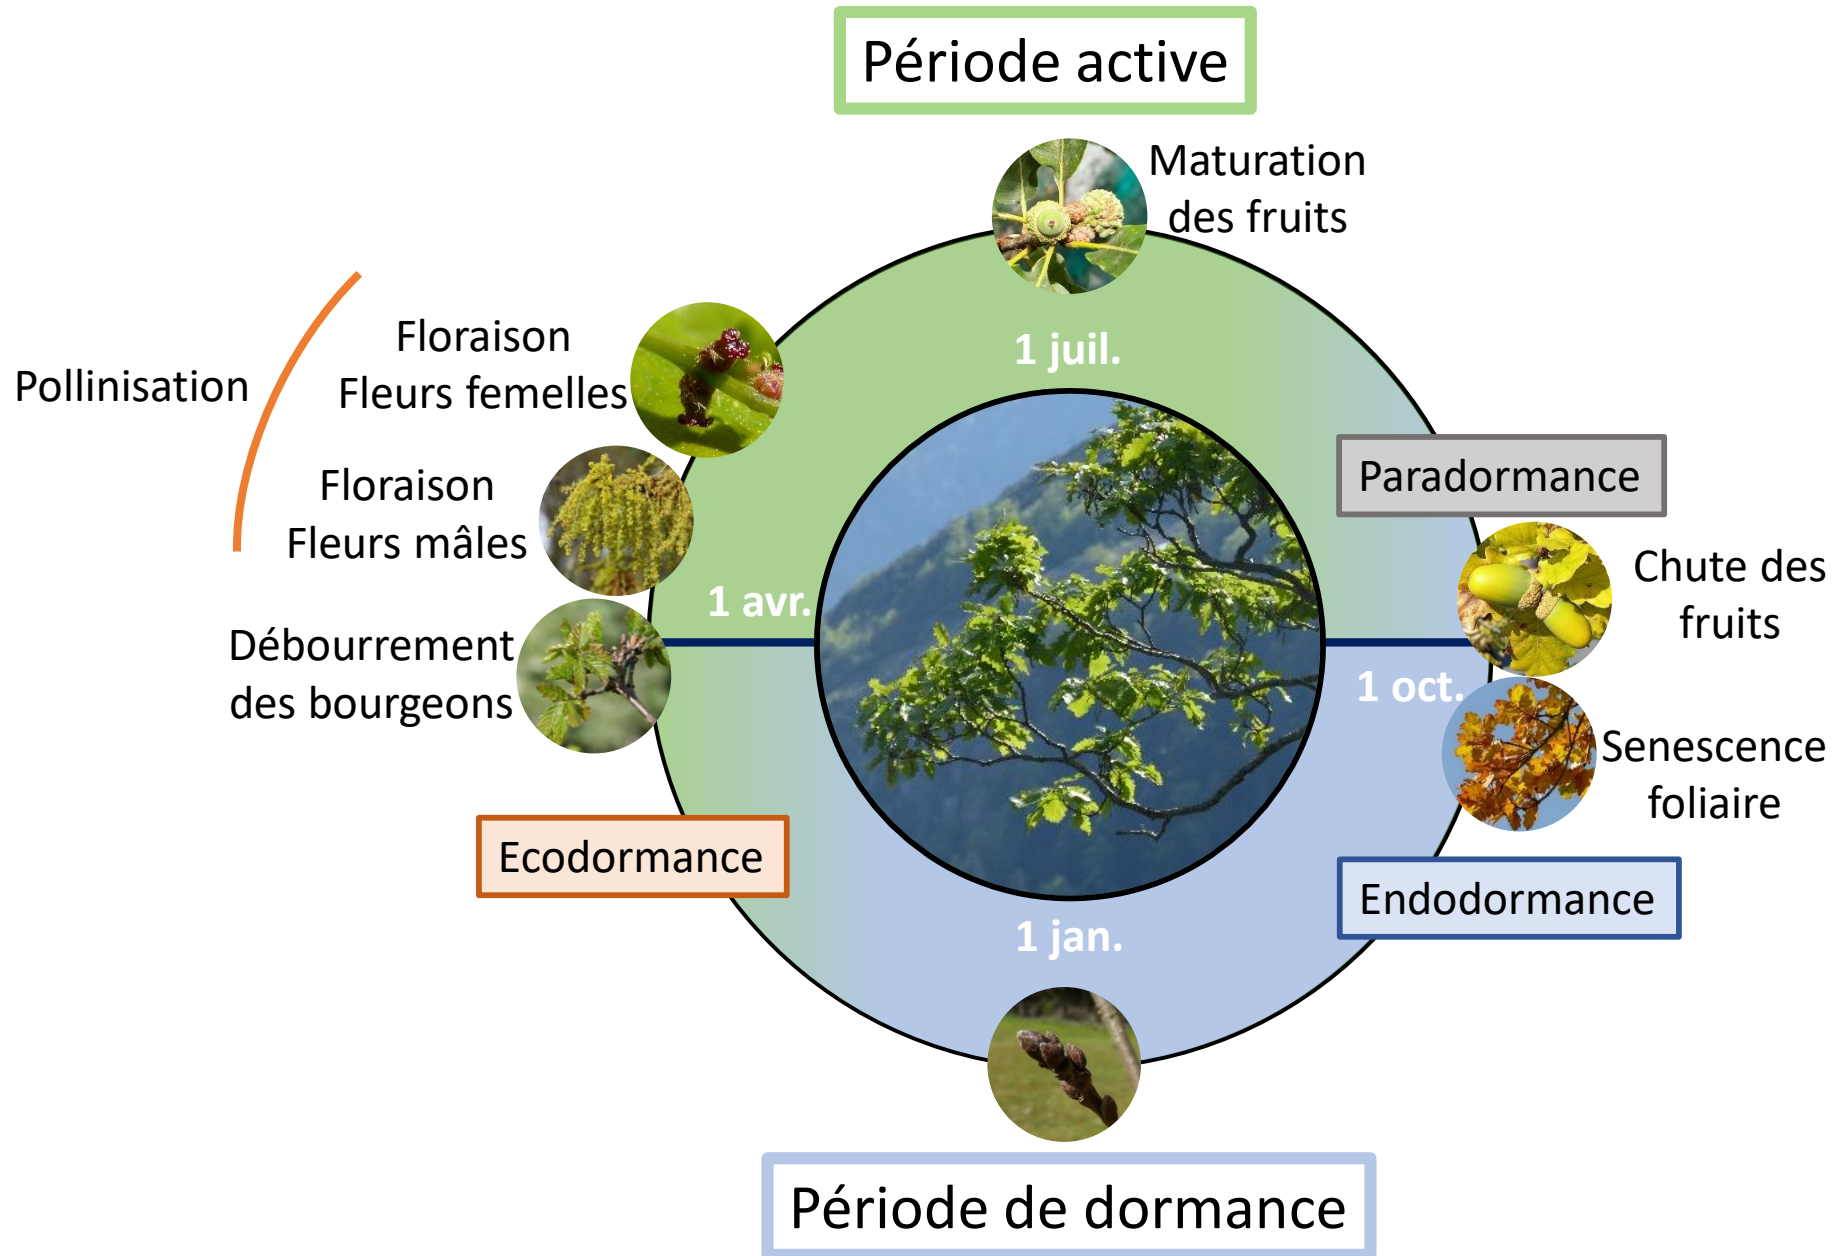 Période active
Maturation
des fruits
Floraison
Fleurs femelles
Pollinisation
1 juil.
Paradormance
Floraison
Fleurs mâles
Chute des
fruits
1 avr.
Débourrement
des bourgeons
1 oct.
Senescence
foliaire
Ecodormance
Endodormance
1 jan.
Période de dormance